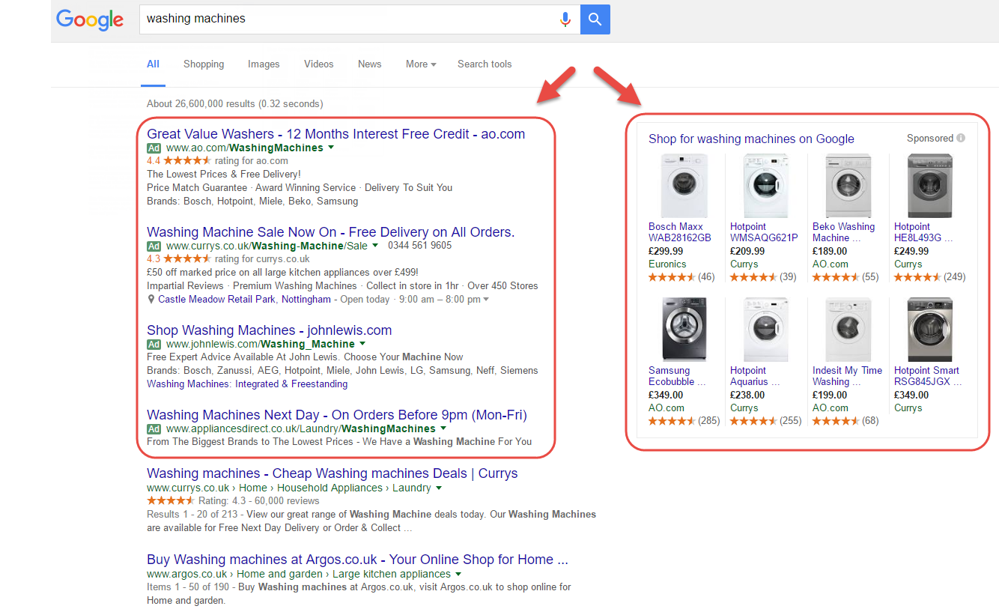 Google
washing machines
All Shopping Images Videos News More Search tools
About 26,600,000 results (0.32 seconds)
Great Value Washers - 12 Months Interest Free Credit - ao.com
Ad www.ao.com/WashingMachines
4.4 rating for ao.com
The Lowest Prices & Free Delivery!
Price Match Guarantee · Award Winning Service · Delivery To Suit You
Brands: Bosch, Hotpoint, Miele, Beko, Samsung
Washing Machine Sale Now On - Free Delivery on All Orders.
Ad www.currys.co.uk/Washing-Machine/Sale 0344 561 9605
4.3 rating for currys.co.uk
£50 off marked price on all large kitchen appliances over £499!
Impartial Reviews · Premium Washing Machines · Collect in store in 1hr · Over 450 Stores
Castle Meadow Retail Park, Nottingham - Open today · 9:00 am – 8:00 pm
Shop Washing Machines - johnlewis.com
Ad www.johnlewis.com/Washing_Machine
Free Expert Advice Available At John Lewis. Choose Your Machine Now
Brands: Bosch, Zanussi, AEG, Hotpoint, Miele, John Lewis, LG, Samsung, Neff, Siemens
Washing Machines: Integrated & Freestanding
Washing Machines Next Day - On Orders Before 9pm (Mon-Fri)
Ad www.appliancesdirect.co.uk/Laundry/WashingMachines
From The Biggest Brands to The Lowest Prices - We Have a Washing Machine For You
Washing machines - Cheap Washing machines Deals | Currys
www.currys.co.uk › Home › Household Appliances › Laundry
Rating: 4.3 - 60,000 reviews
Results 1 - 20 of 213 - View our great range of Washing Machine deals today. Our Washing Machines
are available for Free Next Day Delivery or Order & Collect ...
Buy Washing machines at Argos.co.uk - Your Online Shop for Home ...
www.argos.co.uk › Home and garden › Large kitchen appliances
Items 1 - 50 of 190 - Buy Washing machines at Argos.co.uk, visit Argos.co.uk to shop online for
Home and garden.
Shop for washing machines on Google Sponsored
Bosch Maxx
WAB28162GB
£299.99
Euronics
(46)
Hotpoint
WMSAQG621P
£209.99
Currys
(39)
Beko Washing
Machine ...
£189.00
AO.com
(55)
Hotpoint
HE8L493G ...
£249.99
Currys
(249)
Samsung
Ecobubble ...
£349.00
AO.com
(285)
Hotpoint
Aquarius ...
£238.00
Currys
(255)
Indesit My Time
Washing ...
£199.00
AO.com
(68)
Hotpoint Smart
RSG845JGX ...
£349.00
Currys